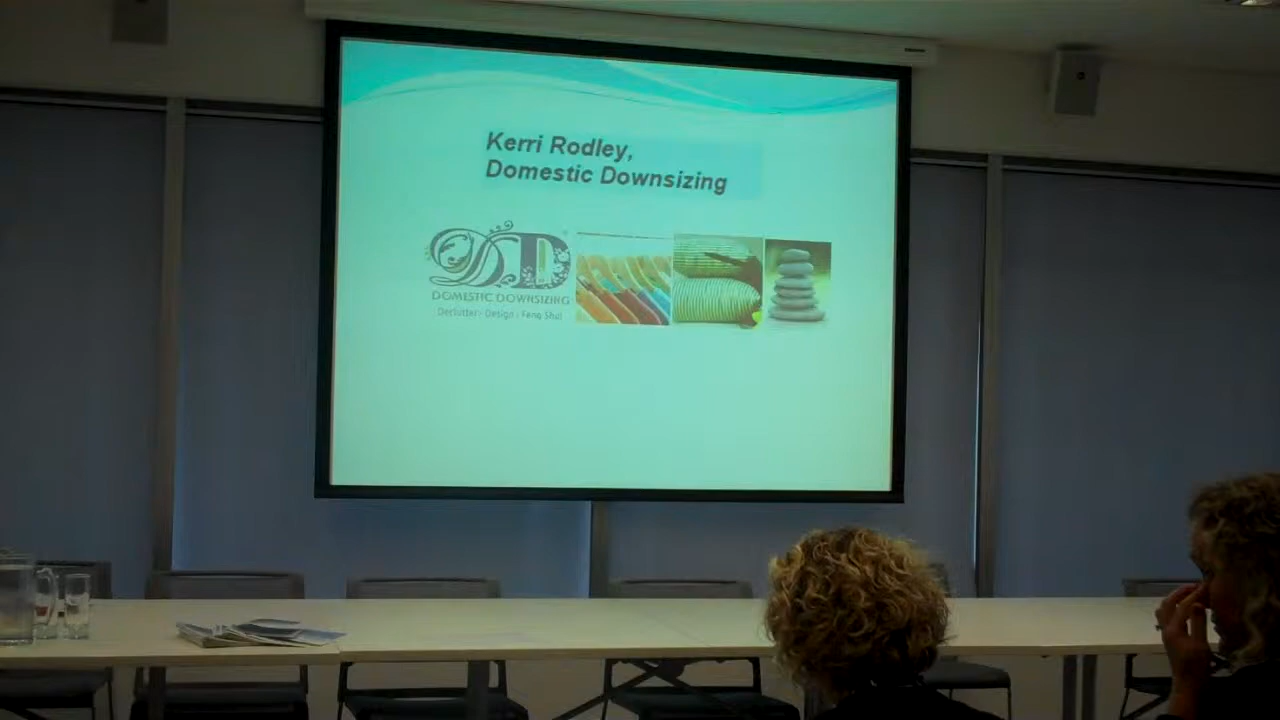 Kerri Rodley,
Domestic Downsizing
DD
DOMESTIC DOWNSIZING
Declutter · Design · Feng Shui